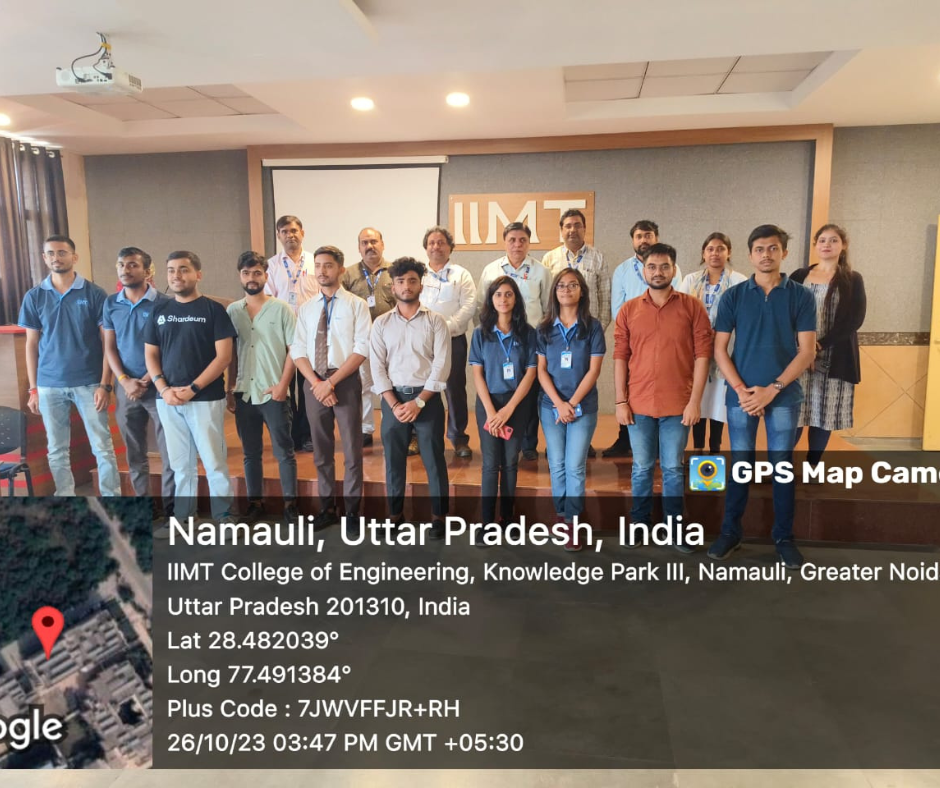 IIMT
Shardeum
GPS Map Came
Namauli, Uttar Pradesh, India
IIMT College of Engineering, Knowledge Park III, Namauli, Greater Noid
Uttar Pradesh 201310, India
Lat 28.482039°
Long 77.491384°
Plus Code : 7JWVFFJR+RH
26/10/23 03:47 PM GMT +05:30
ogle